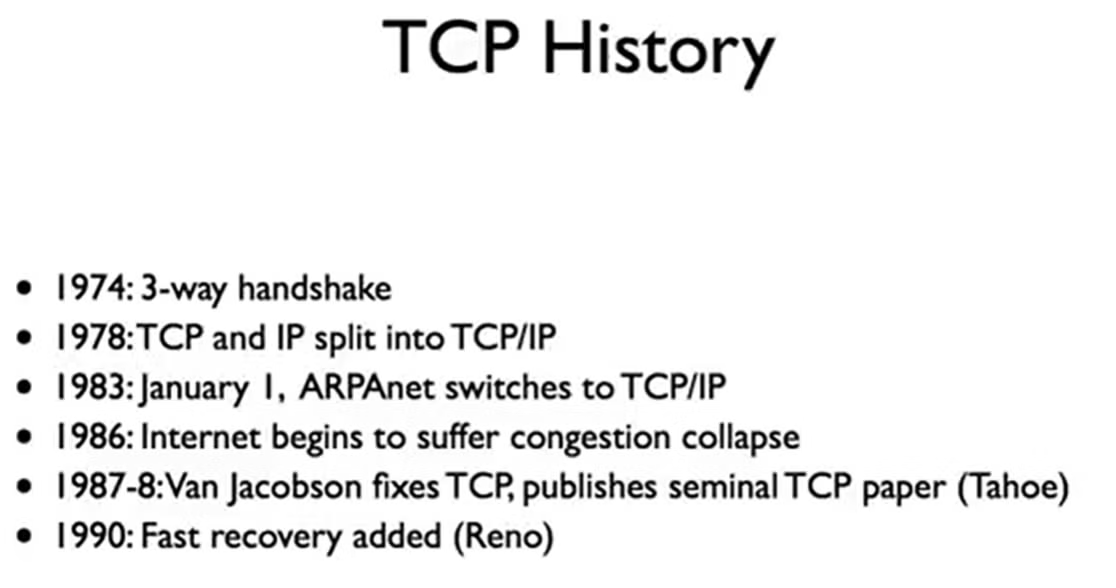 TCP History
• 1974: 3-way handshake
• 1978: TCP and IP split into TCP/IP
• 1983: January 1, ARPAnet switches to TCP/IP
• 1986: Internet begins to suffer congestion collapse
• 1987-8: Van Jacobson fixes TCP, publishes seminal TCP paper (Tahoe)
• 1990: Fast recovery added (Reno)